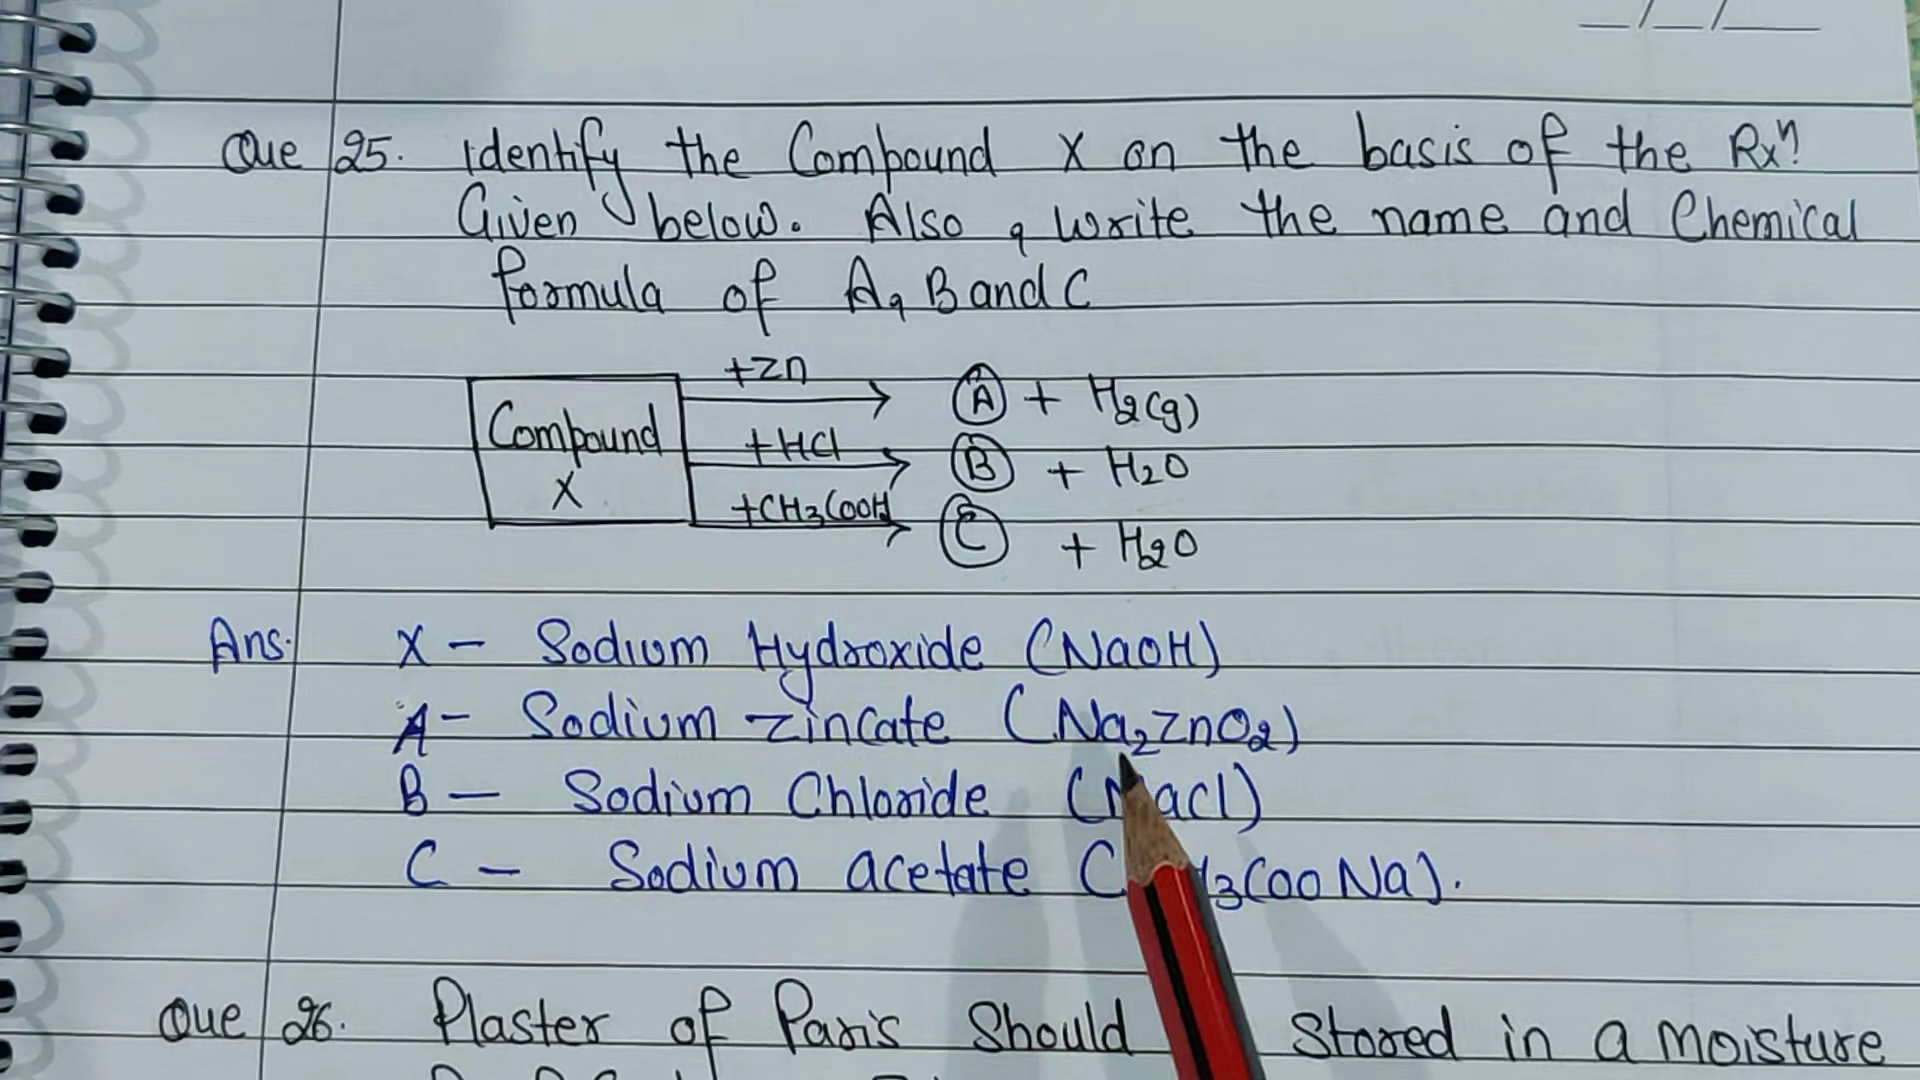 Que 25. Identify the Compound X on the basis of the Rxⁿ.
Given below. Also, write the name and Chemical
formula of A, B and C
Compound
X
+Zn
A + H2(g)
+HCl
B + H2O
+CH3COOH
C + H2O
Ans. X - Sodium Hydroxide (NaOH)
A - Sodium Zincate (Na2ZnO2)
B - Sodium Chloride (NaCl)
C - Sodium acetate C H3COONa).
Que 26. Plaster of Paris Should Stored in a moisture